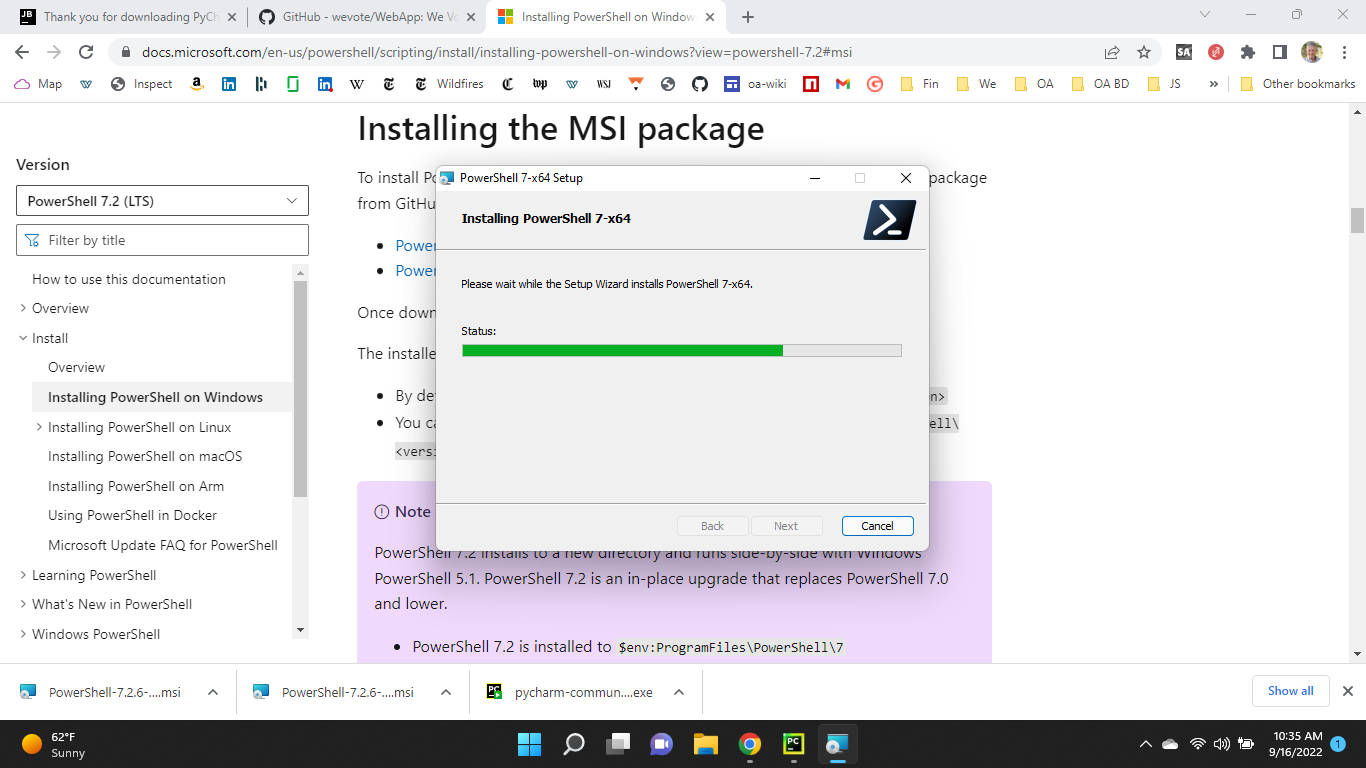 Thank you for downloading PyCh
GitHub - wevote/WebApp: We Vo
Installing PowerShell on Window
docs.microsoft.com/en-us/powershell/scripting/install/installing-powershell-on-windows?view=powershell-7.2#msi
Map
Inspect
Wildfires
WSJ
oa-wiki
Fin
We
OA
OA BD
JS
Other bookmarks
Version
PowerShell 7.2 (LTS)
Filter by title
How to use this documentation
Overview
Install
Overview
Installing PowerShell on Windows
Installing PowerShell on Linux
Installing PowerShell on macOS
Installing PowerShell on Arm
Using PowerShell in Docker
Microsoft Update FAQ for PowerShell
Learning PowerShell
What's New in PowerShell
Windows PowerShell
Installing the MSI package
To install Po
package
from GitHu
Power
Power
Once down
The installe
By de
n>
You ca
ell\
<versi
Note
PowerShell 7.2 installs to a new directory and runs side-by-side with Windows
PowerShell 5.1. PowerShell 7.2 is an in-place upgrade that replaces PowerShell 7.0
and lower.
PowerShell 7.2 is installed to $env:ProgramFiles\PowerShell\7
PowerShell 7-x64 Setup
Installing PowerShell 7-x64
Please wait while the Setup Wizard installs PowerShell 7-x64.
Status:
Back
Next
Cancel
PowerShell-7.2.6-....msi
PowerShell-7.2.6-....msi
pycharm-commun....exe
Show all
62°F
Sunny
10:35 AM
9/16/2022
1